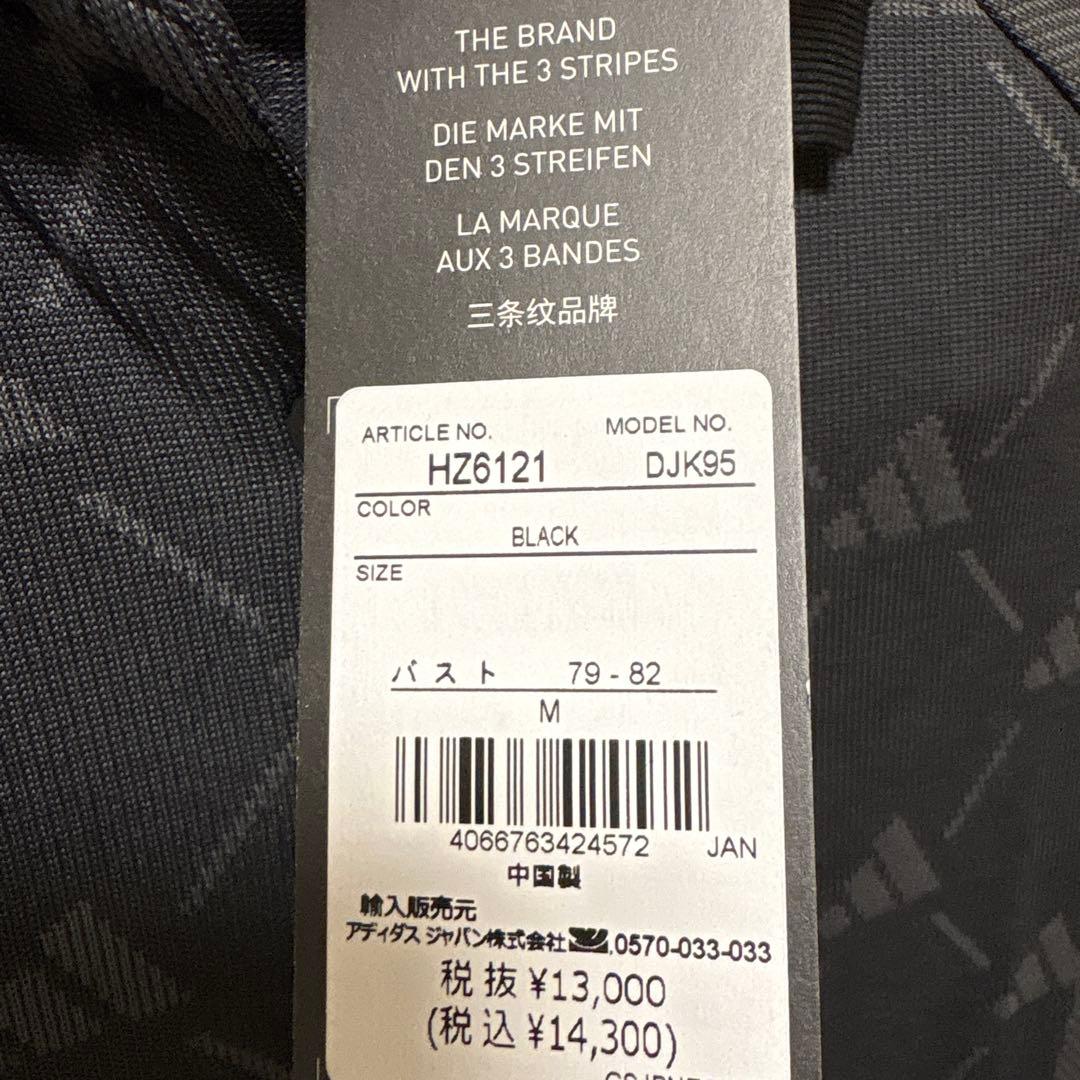 THE BRAND
WITH THE 3 STRIPES
DIE MARKE MIT
DEN 3 STREIFEN
LA MARQUE
AUX 3 BANDES
三条纹品牌
ARTICLE NO. MODEL NO.
HZ6121 DJK95
COLOR
BLACK
SIZE
バスト 79 - 82
M
4066763424572 JAN
中国製
輸入販売元
アディダス ジャパン株式会社 0570-033-033
税抜 ¥13,000
(税込 ¥14,300)